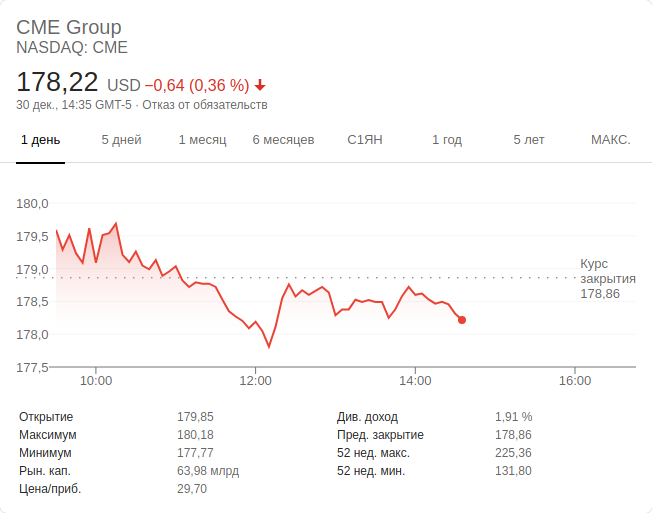 CME Group
NASDAQ: CME
178,22 USD −0,64 (0,36 %)
30 дек., 14:35 GMT-5 · Отказ от обязательств
1 день 5 дней 1 месяц 6 месяцев С1ЯН 1 год 5 лет МАКС.
180,0
179,5
179,0
178,5
178,0
177,5
Курс
закрытия
178,86
10:00 12:00 14:00 16:00
Открытие 179,85 Див. доход 1,91 %
Максимум 180,18 Пред. закрытие 178,86
Минимум 177,77 52 нед. макс. 225,36
Рын. кап. 63,98 млрд 52 нед. мин. 131,80
Цена/приб. 29,70